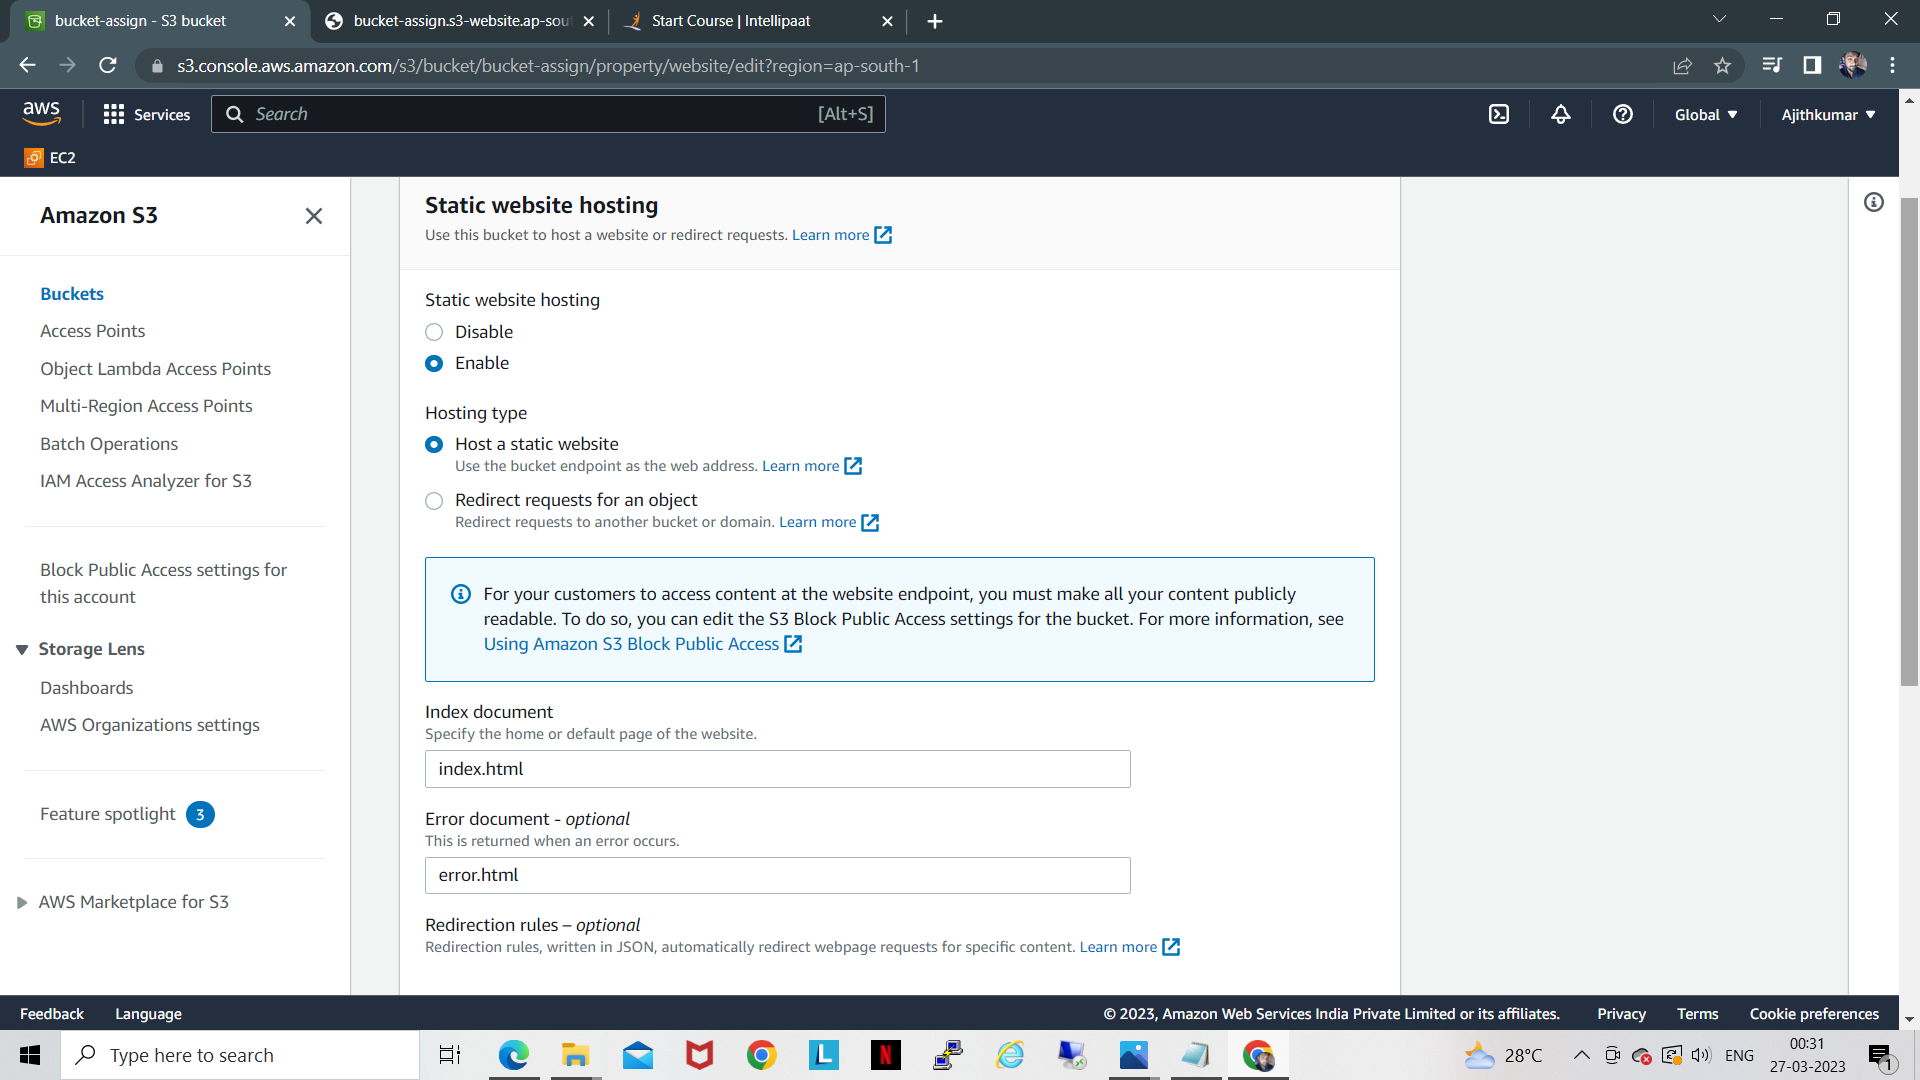 bucket-assign - S3 bucket
bucket-assign.s3-website.ap-sout
Start Course | Intellipaat
s3.console.aws.amazon.com/s3/bucket/bucket-assign/property/website/edit?region=ap-south-1
aws
Services
Search
[Alt+S]
Global
Ajithkumar
EC2
Amazon S3
Buckets
Access Points
Object Lambda Access Points
Multi-Region Access Points
Batch Operations
IAM Access Analyzer for S3
Block Public Access settings for
this account
Storage Lens
Dashboards
AWS Organizations settings
Feature spotlight 3
AWS Marketplace for S3
Static website hosting
Use this bucket to host a website or redirect requests. Learn more
Static website hosting
Disable
Enable
Hosting type
Host a static website
Use the bucket endpoint as the web address. Learn more
Redirect requests for an object
Redirect requests to another bucket or domain. Learn more
For your customers to access content at the website endpoint, you must make all your content publicly
readable. To do so, you can edit the S3 Block Public Access settings for the bucket. For more information, see
Using Amazon S3 Block Public Access
Index document
Specify the home or default page of the website.
index.html
Error document - optional
This is returned when an error occurs.
error.html
Redirection rules – optional
Redirection rules, written in JSON, automatically redirect webpage requests for specific content. Learn more
Feedback
Language
© 2023, Amazon Web Services India Private Limited or its affiliates.
Privacy
Terms
Cookie preferences
Type here to search
L
N
28°C
ENG
00:31
27-03-2023
1